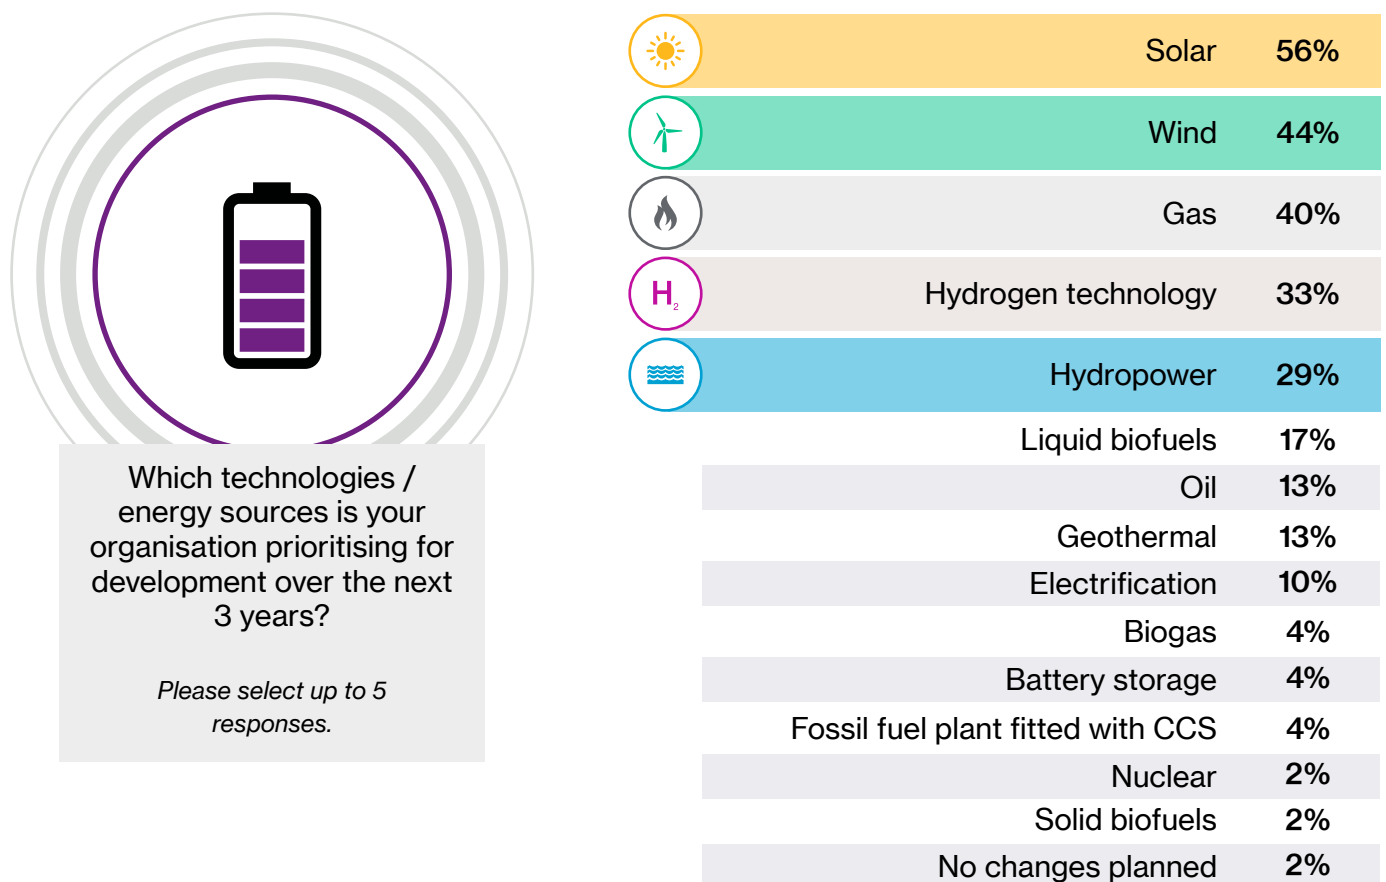 Which technologies /
energy sources is your
organisation prioritising for
development over the next
3 years?
Please select up to 5
responses.
Solar 56%
Wind 44%
Gas 40%
H₂ Hydrogen technology 33%
Hydropower 29%
Liquid biofuels 17%
Oil 13%
Geothermal 13%
Electrification 10%
Biogas 4%
Battery storage 4%
Fossil fuel plant fitted with CCS 4%
Nuclear 2%
Solid biofuels 2%
No changes planned 2%